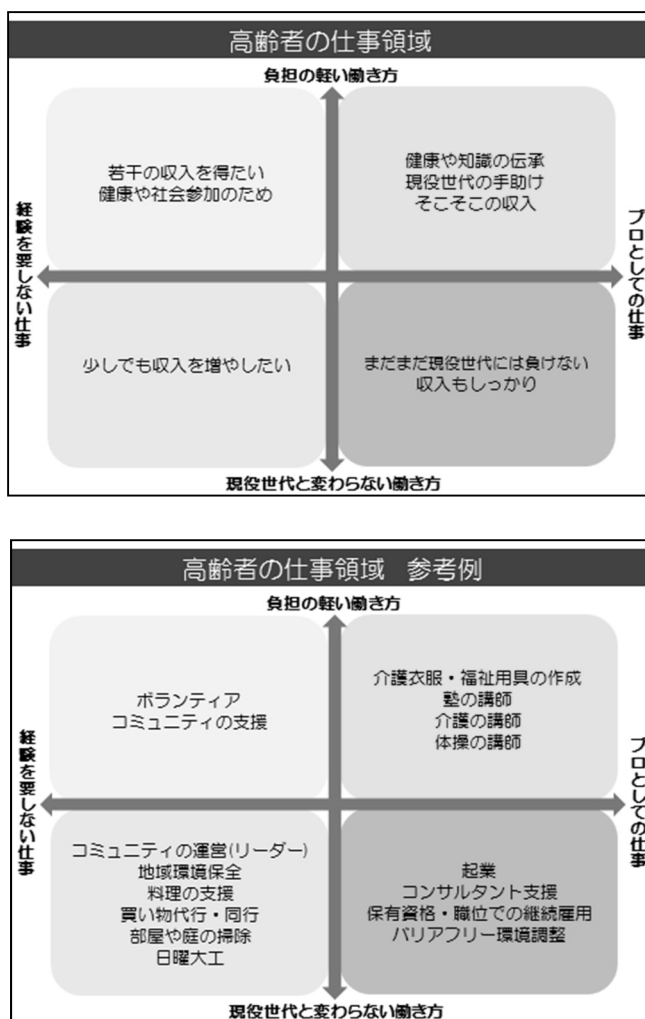 高齢者の仕事領域
負担の軽い働き方
若干の収入を得たい
健康や社会参加のため
健康や知識の伝承
現役世代の手助け
そこそこの収入
経験を要しない仕事
プロとしての仕事
少しでも収入を増やしたい
まだまだ現役世代には負けない
収入もしっかり
現役世代と変わらない働き方
高齢者の仕事領域 参考例
負担の軽い働き方
ボランティア
コミュニティの支援
介護衣服・福祉用具の作成
塾の講師
介護の講師
体操の講師
経験を要しない仕事
プロとしての仕事
コミュニティの運営(リーダー)
地域環境保全
料理の支援
買い物代行・同行
部屋や庭の掃除
日曜大工
起業
コンサルタント支援
保有資格・職位での継続雇用
バリアフリー環境調整
現役世代と変わらない働き方